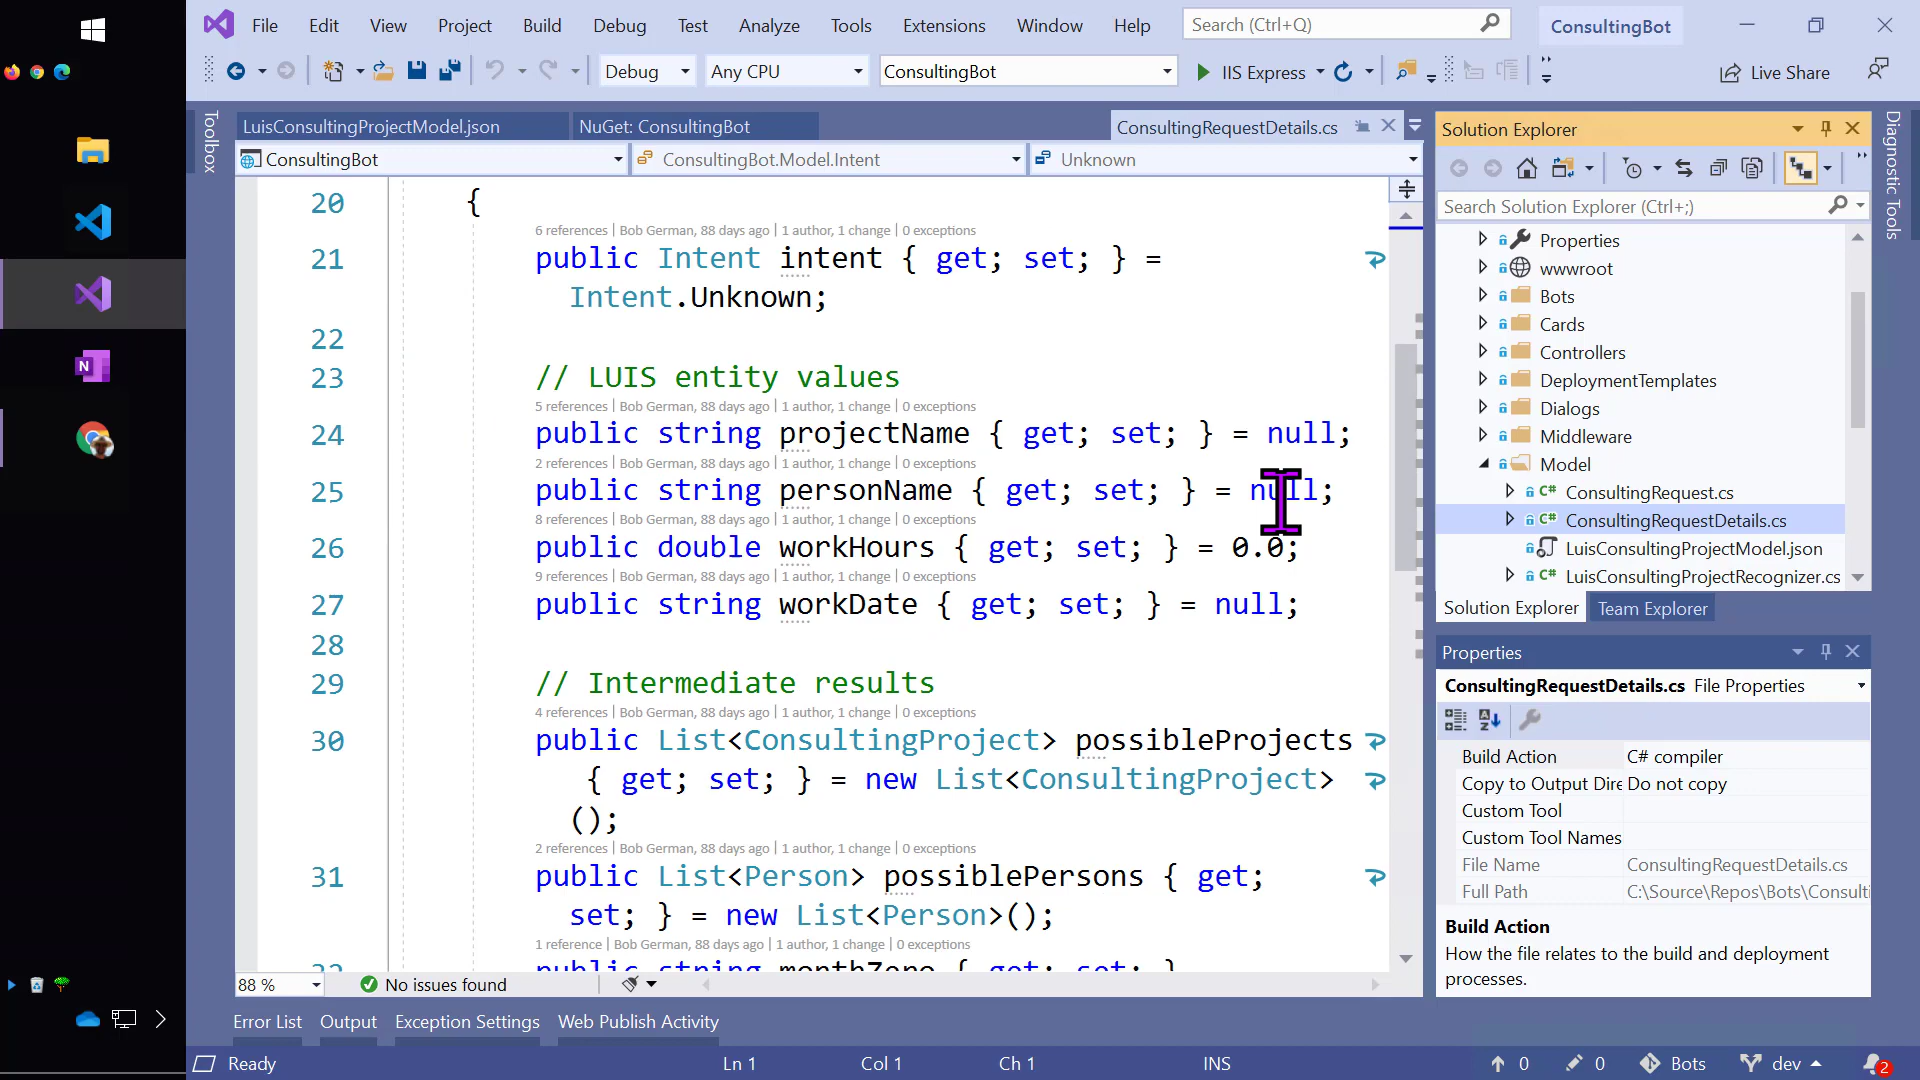 File Edit View Project Build Debug Test Analyze Tools Extensions Window Help Search (Ctrl+Q) ConsultingBot
Debug Any CPU ConsultingBot IIS Express Live Share
Toolbox
LuisConsultingProjectModel.json NuGet: ConsultingBot ConsultingRequestDetails.cs
ConsultingBot ConsultingBot.Model.Intent Unknown
20 {
6 references | Bob German, 88 days ago | 1 author, 1 change | 0 exceptions
21 public Intent intent { get; set; } =
Intent.Unknown;
22
23 // LUIS entity values
5 references | Bob German, 88 days ago | 1 author, 1 change | 0 exceptions
24 public string projectName { get; set; } = null;
2 references | Bob German, 88 days ago | 1 author, 1 change | 0 exceptions
25 public string personName { get; set; } = null;
8 references | Bob German, 88 days ago | 1 author, 1 change | 0 exceptions
26 public double workHours { get; set; } = 0.0;
9 references | Bob German, 88 days ago | 1 author, 1 change | 0 exceptions
27 public string workDate { get; set; } = null;
28
29 // Intermediate results
4 references | Bob German, 88 days ago | 1 author, 1 change | 0 exceptions
30 public List<ConsultingProject> possibleProjects
{ get; set; } = new List<ConsultingProject>
();
2 references | Bob German, 88 days ago | 1 author, 1 change | 0 exceptions
31 public List<Person> possiblePersons { get;
set; } = new List<Person>();
1 reference | Bob German, 88 days ago | 1 author, 1 change | 0 exceptions
32 public string monthZero { get; set; }
88 % No issues found
Error List Output Exception Settings Web Publish Activity
Solution Explorer
Search Solution Explorer (Ctrl+;)
Properties
wwwroot
Bots
Cards
Controllers
DeploymentTemplates
Dialogs
Middleware
Model
C# ConsultingRequest.cs
C# ConsultingRequestDetails.cs
LuisConsultingProjectModel.json
C# LuisConsultingProjectRecognizer.cs
Solution Explorer Team Explorer
Properties
ConsultingRequestDetails.cs File Properties
Build Action C# compiler
Copy to Output Dire Do not copy
Custom Tool
Custom Tool Names
File Name ConsultingRequestDetails.cs
Full Path C:\Source\Repos\Bots\Consulti
Build Action
How the file relates to the build and deployment
processes.
Diagnostic Tools
Ready Ln 1 Col 1 Ch 1 INS 0 0 Bots dev 2
N